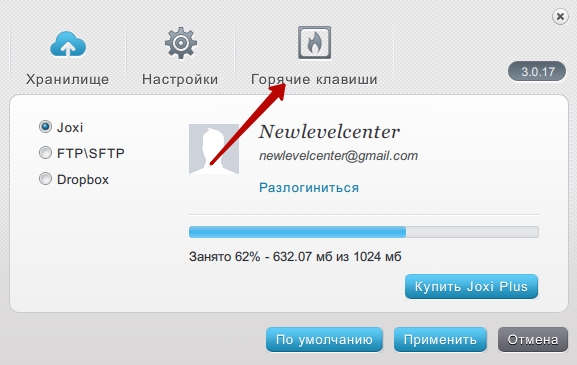 Хранилище
Настройки
Горячие клавиши
3.0.17
Joxi
FTP\SFTP
Dropbox
Newlevelcenter
newlevelcenter@gmail.com
Разлогиниться
Занято 62% - 632.07 мб из 1024 мб
Купить Joxi Plus
По умолчанию
Применить
Отмена